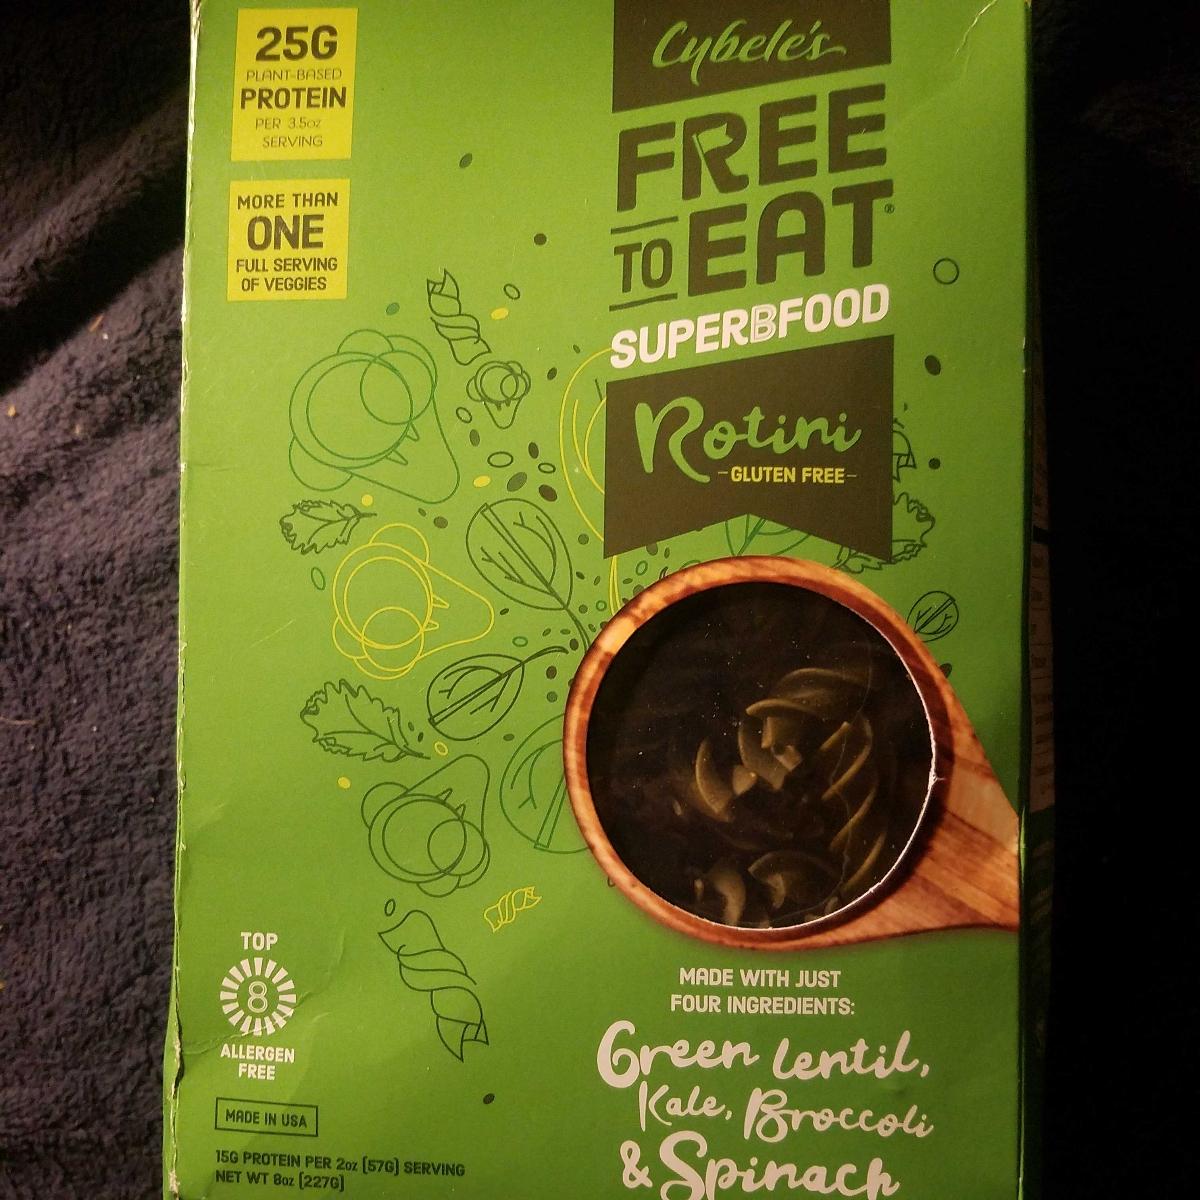 25G
PLANT-BASED
PROTEIN
PER 3.5oz
SERVING
MORE THAN
ONE
FULL SERVING
OF VEGGIES
Cybele's
FREE
TO EAT®
SUPERBFOOD
Rotini
-GLUTEN FREE-
MADE WITH JUST
FOUR INGREDIENTS:
Green Lentil,
Kale, Broccoli
& Spinach
TOP
8
ALLERGEN
FREE
MADE IN USA
15G PROTEIN PER 2oz [57G] SERVING
NET WT 8oz [227G]